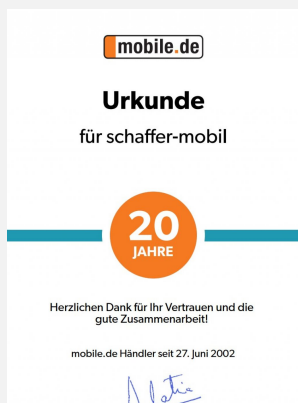 mobile.de
Urkunde
für schaffer-mobil
20
JAHRE
Herzlichen Dank für Ihr Vertrauen und die
gute Zusammenarbeit!
mobile.de Händler seit 27. Juni 2002